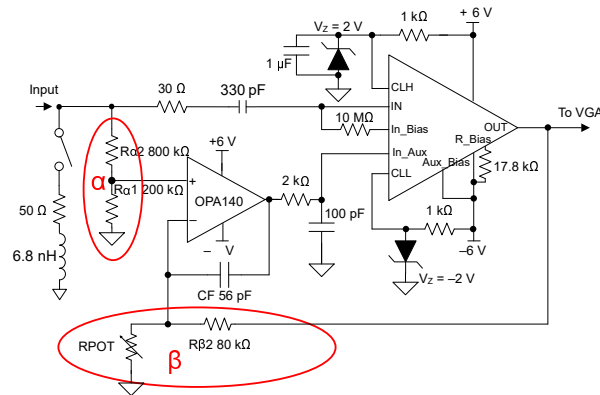 Vz = 2 V
1 kΩ
+ 6 V
1 µF
CLH
Input
30 Ω
330 pF
IN
To VGA
10 MΩ
In_Bias
OUT
R_Bias
Rα2 800 kΩ
+6 V
In_Aux
Aux_Bias
α
Rα1 200 kΩ
+
CLL
17.8 kΩ
OPA140
2 kΩ
50 Ω
–
1 kΩ
100 pF
– V
–6 V
6.8 nH
Vz = –2 V
CF 56 pF
RPOT
β
Rβ2 80 kΩ